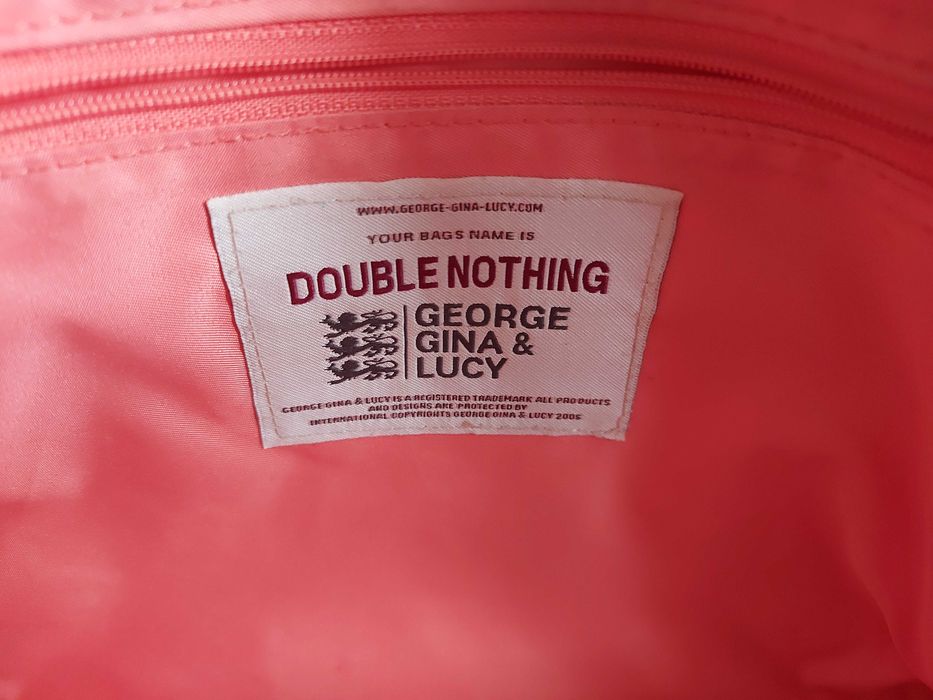 WWW.GEORGE-GINA-LUCY.COM
YOUR BAGS NAME IS
DOUBLE NOTHING
GEORGE
GINA &
LUCY
GEORGE GINA & LUCY IS A REGISTERED TRADEMARK ALL PRODUCTS
AND DESIGNS ARE PROTECTED BY
INTERNATIONAL COPYRIGHTS GEORGE GINA & LUCY 2005